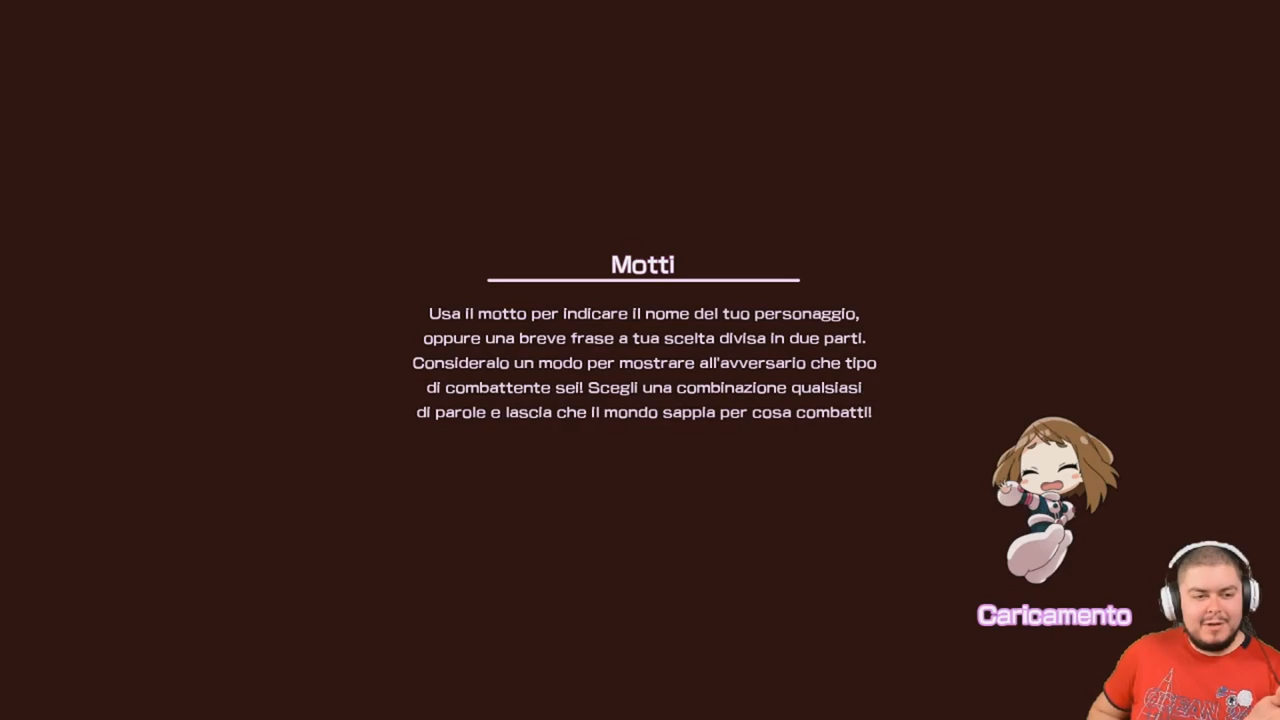 Motti
Usa il motto per indicare il nome del tuo personaggio,
oppure una breve frase a tua scelta divisa in due parti.
Consideralo un modo per mostrare all'avversario che tipo
di combattente sei! Scegli una combinazione qualsiasi
di parole e lascia che il mondo sappia per cosa combatti!
Caricamento